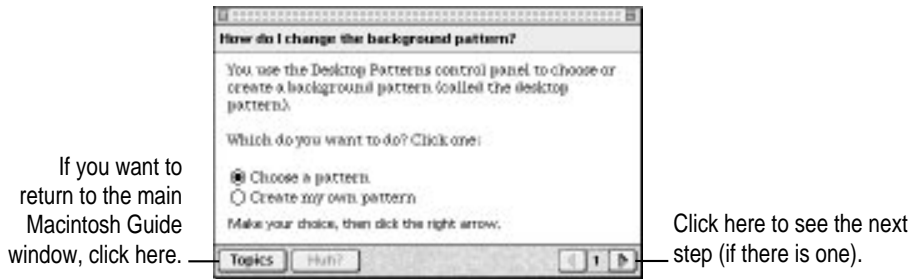 How do I change the background pattern?
You use the Desktop Patterns control panel to choose or
create a background pattern (called the desktop
pattern).
Which do you want to do? Click one:
Choose a pattern
Create my own pattern
Make your choice, then click the right arrow.
Topics
Huh?
1
If you want to
return to the main
Macintosh Guide
window, click here.
Click here to see the next
step (if there is one).